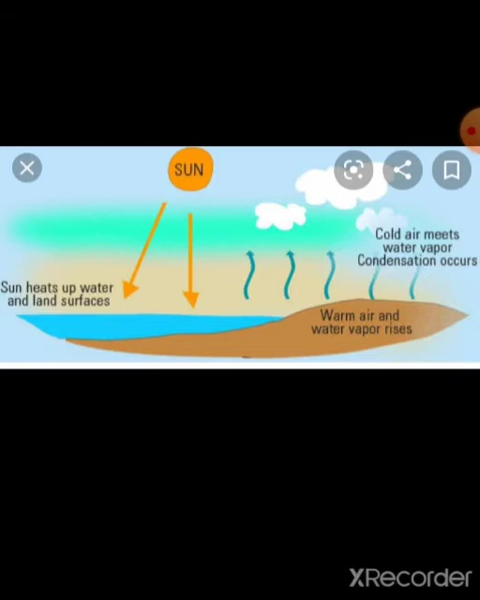 SUN
Cold air meets
water vapor
Condensation occurs
Sun heats up water
and land surfaces
Warm air and
water vapor rises
XRecorder